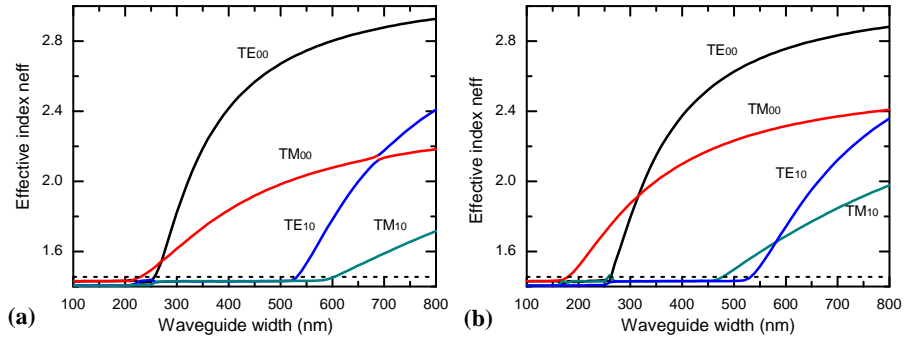 2.8
2.4
2.0
1.6
Effective index neff
TE00
TM00
TE10
TM10
100 200 300 400 500 600 700 800
Waveguide width (nm)
(a)
2.8
2.4
2.0
1.6
Effective index neff
TE00
TM00
TE10
TM10
100 200 300 400 500 600 700 800
Waveguide width (nm)
(b)